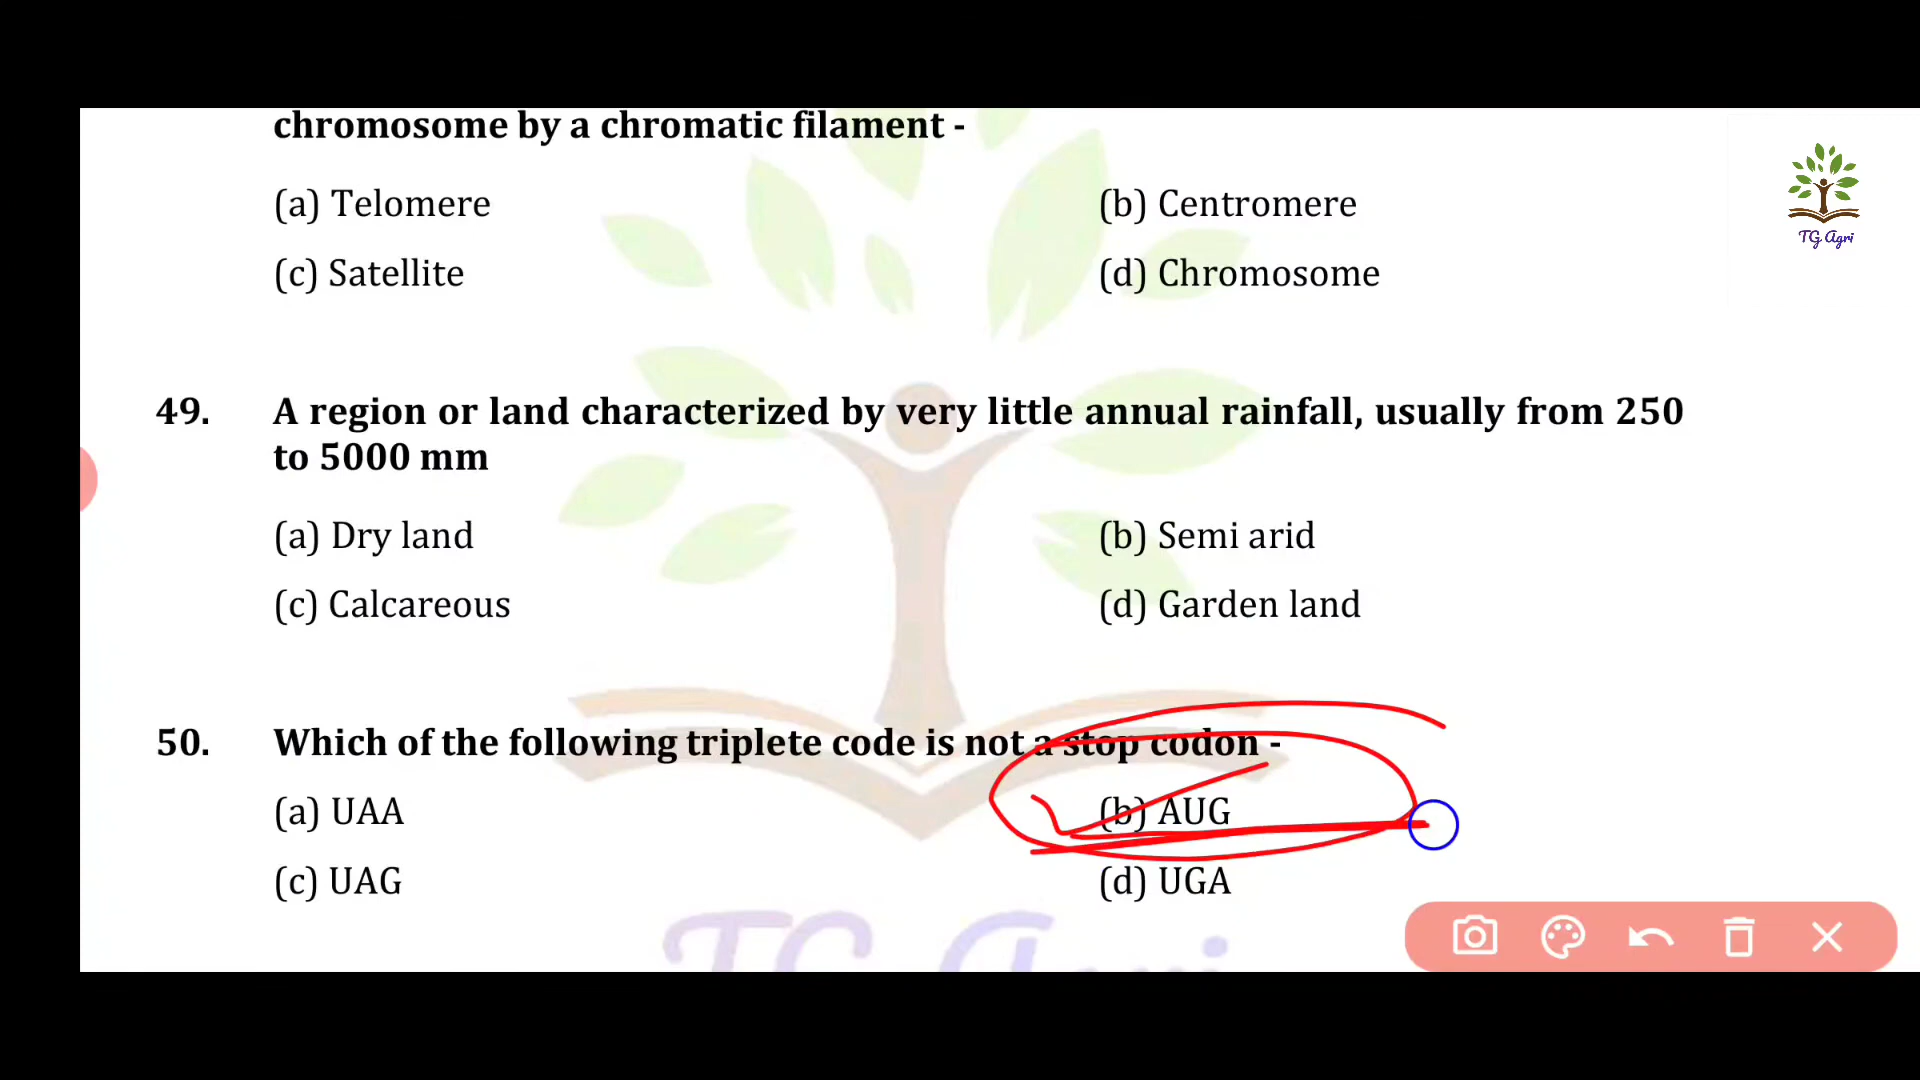 chromosome by a chromatic filament -
(a) Telomere (b) Centromere
(c) Satellite (d) Chromosome
TG Agri
49. A region or land characterized by very little annual rainfall, usually from 250
to 5000 mm
(a) Dry land (b) Semi arid
(c) Calcareous (d) Garden land
50. Which of the following triplete code is not a stop codon -
(a) UAA (b) AUG
(c) UAG (d) UGA
TG Agri